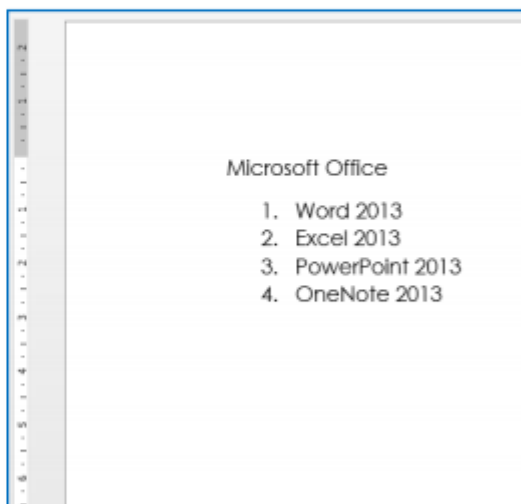 Microsoft Office
1. Word 2013
2. Excel 2013
3. PowerPoint 2013
4. OneNote 2013